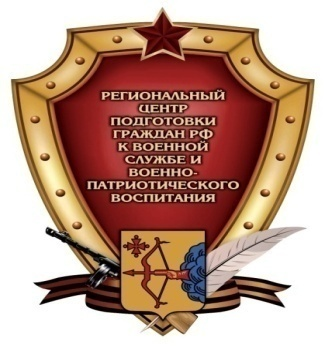 РЕГИОНАЛЬНЫЙ
ЦЕНТР
ПОДГОТОВКИ
ГРАЖДАН РФ
К ВОЕННОЙ
СЛУЖБЕ И
ВОЕННО-
ПАТРИОТИЧЕСКОГО
ВОСПИТАНИЯ